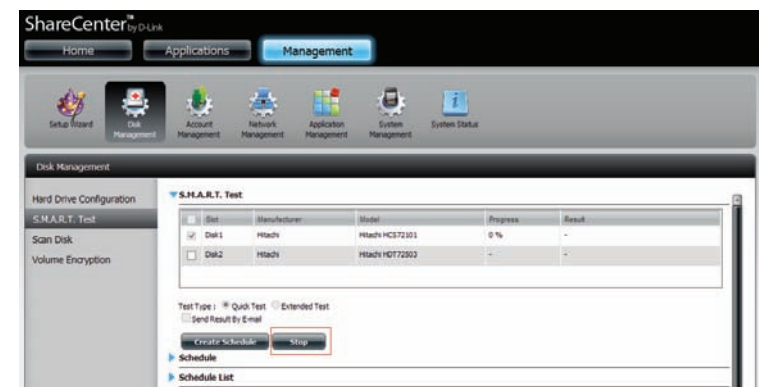 ShareCenter™ by D-Link
Home Applications Management
Setup Wizard Disk Management Account Management Network Management Application Management System Management System Status
Disk Management
Hard Drive Configuration
S.M.A.R.T. Test
Scan Disk
Volume Encryption
S.M.A.R.T. Test
Slot Manufacturer Model Progress Result
Disk1 Hitachi Hitachi HCS72101 0 % -
Disk2 Hitachi Hitachi HDT72503 - -
Test Type : Quick Test Extended Test
Send Result By E-mail
Create Schedule Stop
Schedule
Schedule List